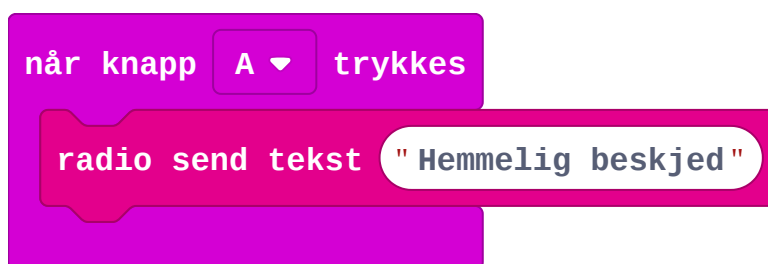 når knapp A trykkes
radio send tekst "Hemmelig beskjed"